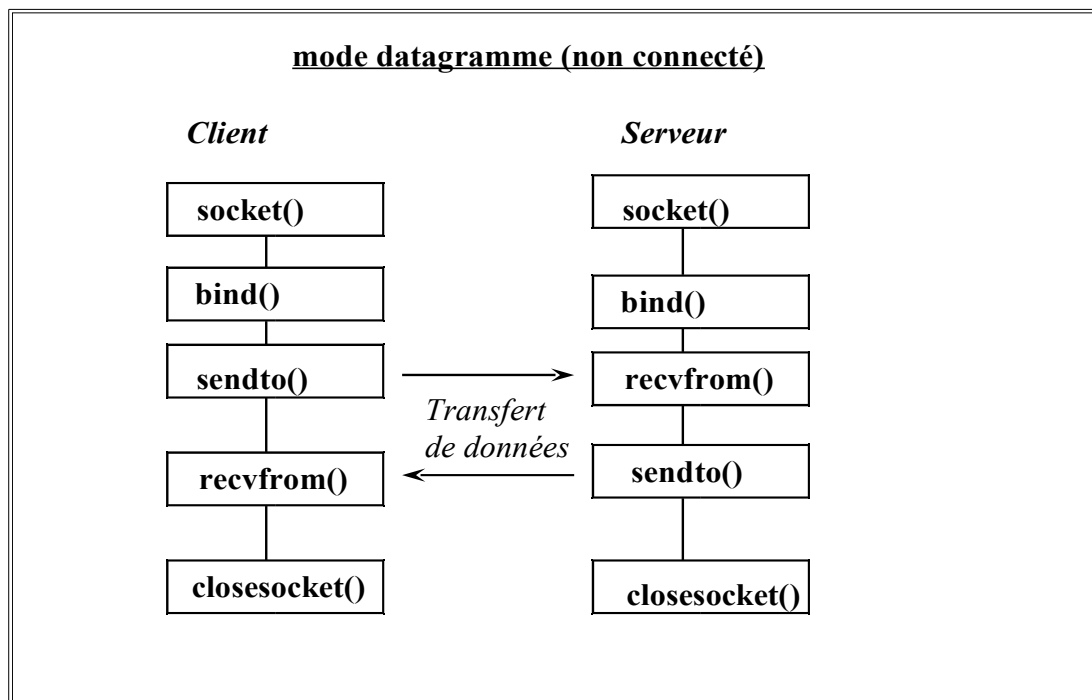 mode datagramme (non connecté)
Client
Serveur
socket()
socket()
bind()
bind()
sendto()
recvfrom()
Transfert
de données
recvfrom()
sendto()
closesocket()
closesocket()